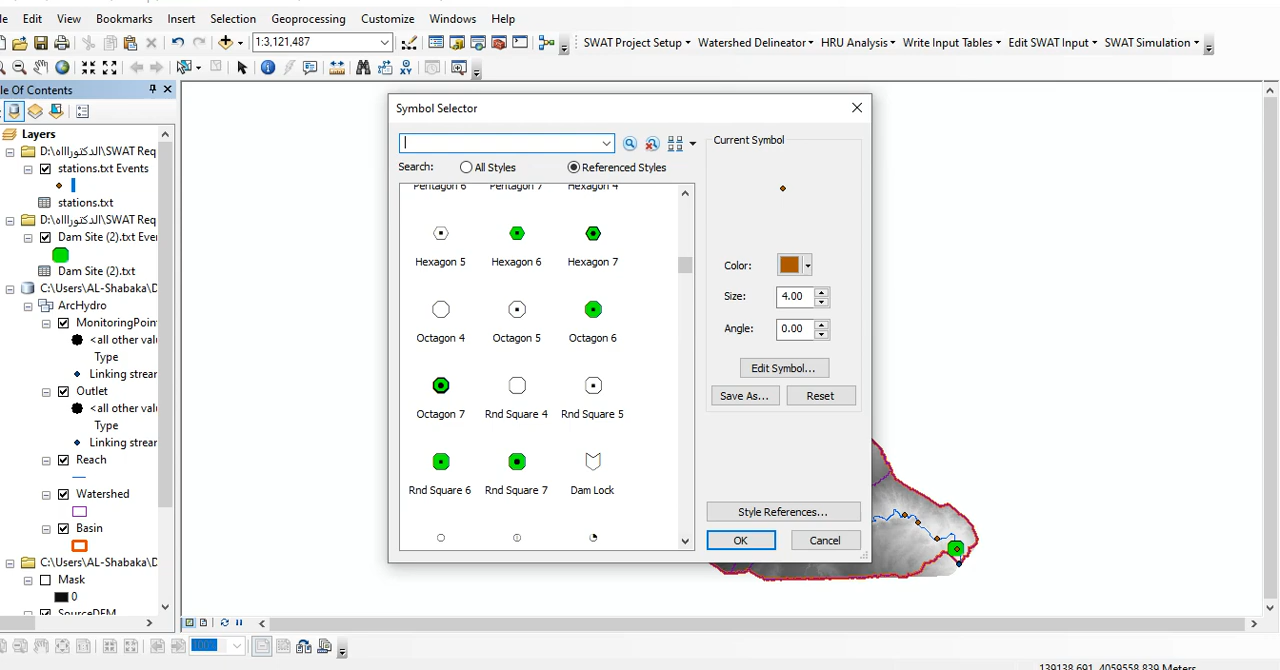 Edit View Bookmarks Insert Selection Geoprocessing Customize Windows Help
1:3,121,487
SWAT Project Setup Watershed Delineator HRU Analysis Write Input Tables Edit SWAT Input SWAT Simulation
Of Contents
Layers
D:\الدكتورااه\SWAT Req
stations.txt Events
stations.txt
D:\الدكتورااه\SWAT Req
Dam Site (2).txt Eve
Dam Site (2).txt
C:\Users\AL-Shabaka\D
ArcHydro
MonitoringPoin
<all other valu
Type
Linking strear
Outlet
<all other valu
Type
Linking strear
Reach
Watershed
Basin
C:\Users\AL-Shabaka\D
Mask
0
SourceDEM
Symbol Selector
Search: All Styles Referenced Styles
Pentagon 6 Pentagon 7 Hexagon 4
Hexagon 5 Hexagon 6 Hexagon 7
Octagon 4 Octagon 5 Octagon 6
Octagon 7 Rnd Square 4 Rnd Square 5
Rnd Square 6 Rnd Square 7 Dam Lock
Current Symbol
Color:
Size: 4.00
Angle: 0.00
Edit Symbol...
Save As... Reset
Style References...
OK Cancel
139138.691 4059558.839 Meters